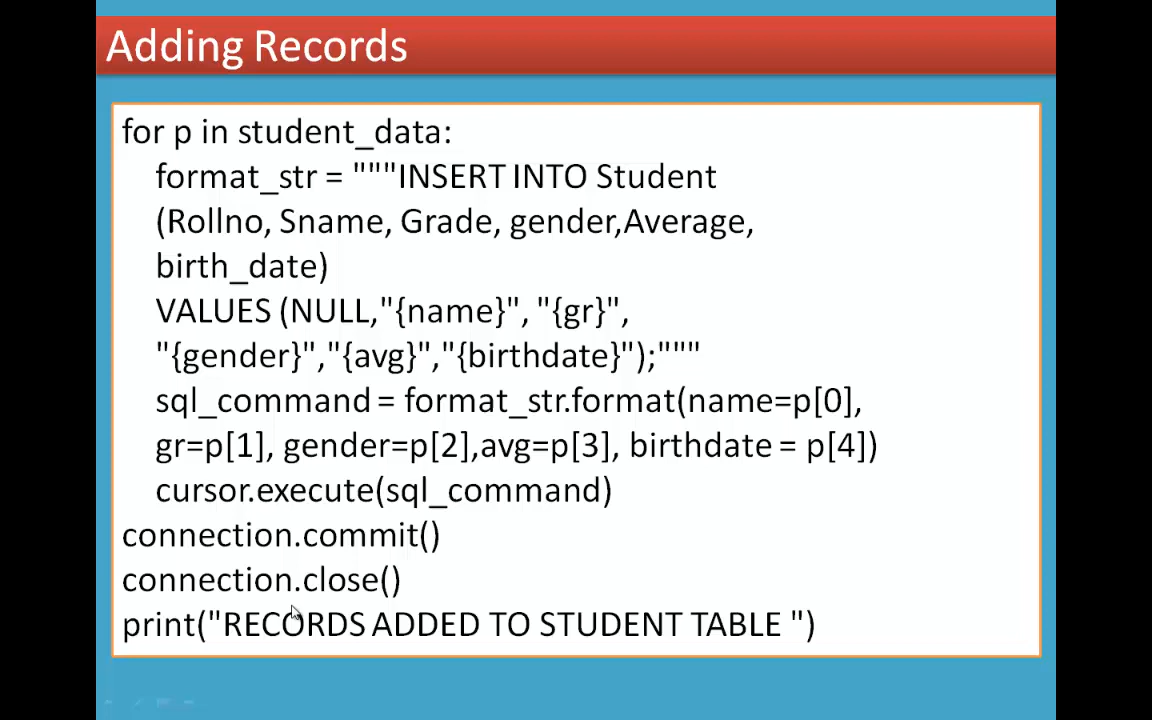 Adding Records
for p in student_data:
format_str = """INSERT INTO Student
(Rollno, Sname, Grade, gender,Average,
birth_date)
VALUES (NULL,"{name}", "{gr}",
"{gender}","{avg}","{birthdate}");"""
sql_command = format_str.format(name=p[0],
gr=p[1], gender=p[2],avg=p[3], birthdate = p[4])
cursor.execute(sql_command)
connection.commit()
connection.close()
print("RECORDS ADDED TO STUDENT TABLE ")